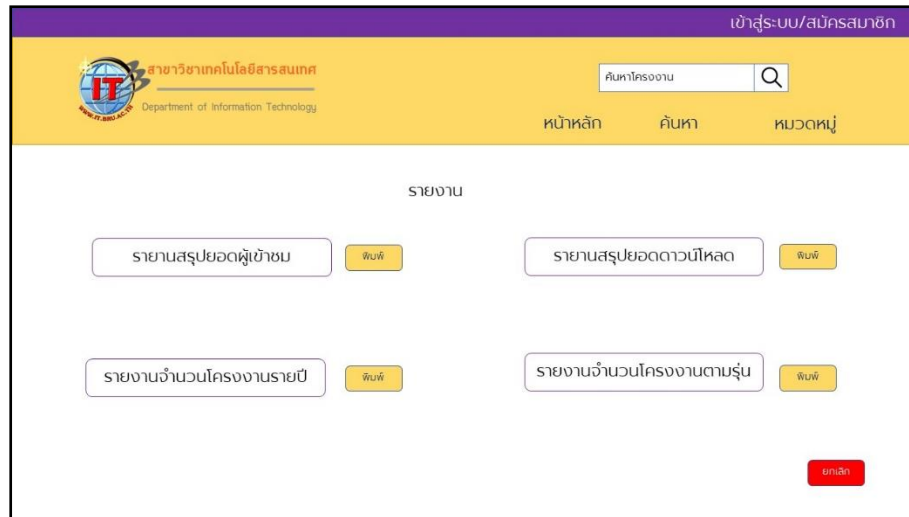 เข้าสู่ระบบ/สมัครสมาชิก
สาขาวิชาเทคโนโลยีสารสนเทศ
Department of Information Technology
IT
WWW.IT.BRU.AC.TH
ค้นหาโครงงาน
หน้าหลัก ค้นหา หมวดหมู่
รายงาน
รายานสรุปยอดผู้เข้าชม พิมพ์ รายานสรุปยอดดาวน์โหลด พิมพ์
รายงานจำนวนโครงงานรายปี พิมพ์ รายงานจำนวนโครงงานตามรุ่น พิมพ์
ยกเลิก